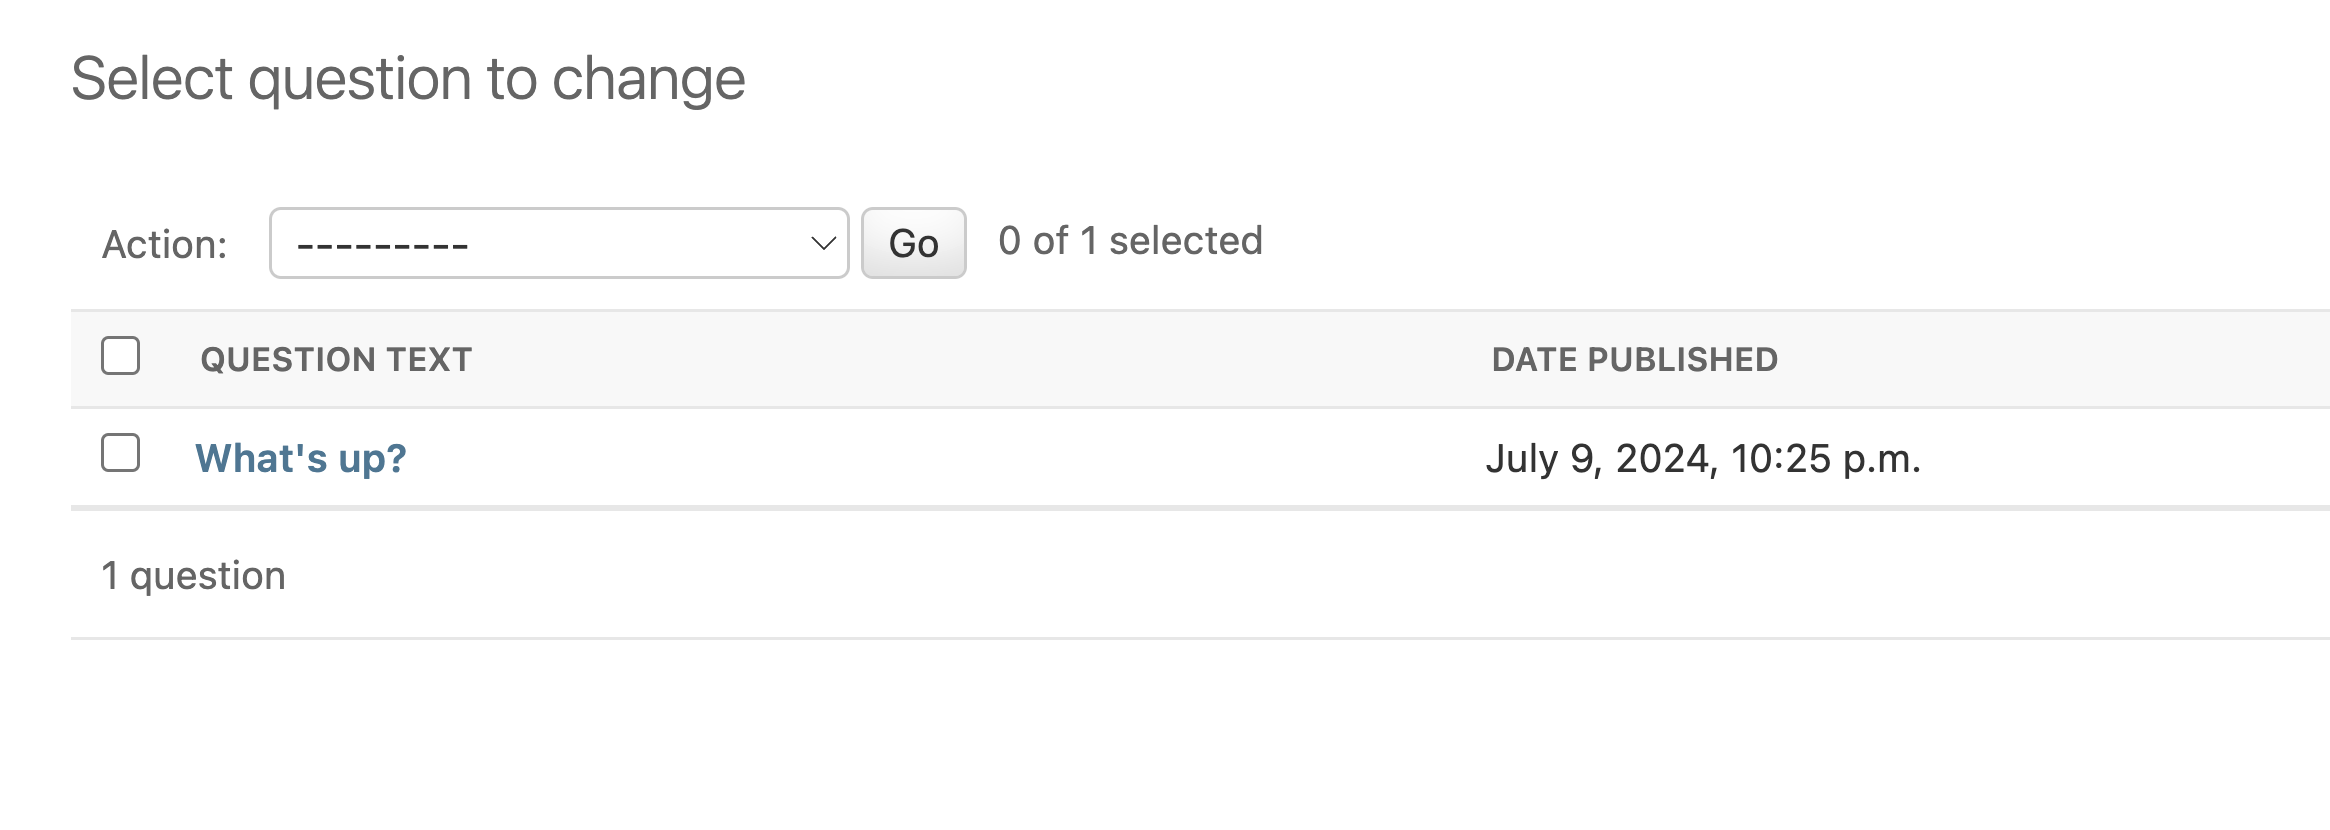 Select question to change
Action: --------- Go 0 of 1 selected
QUESTION TEXT DATE PUBLISHED
What's up? July 9, 2024, 10:25 p.m.
1 question